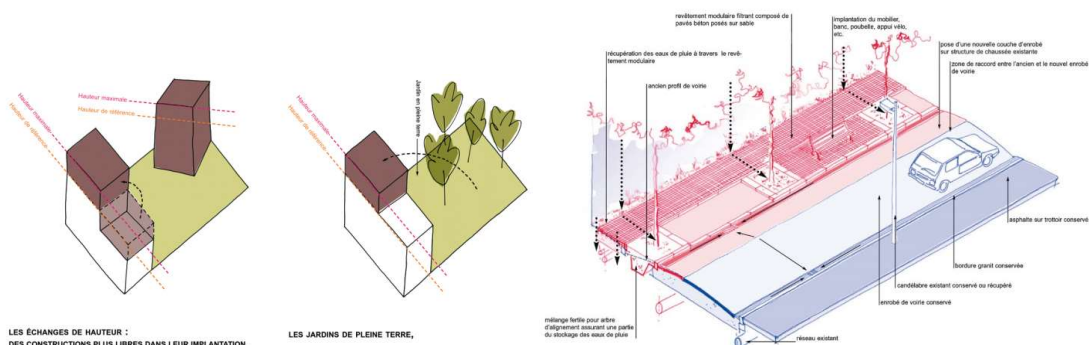 Hauteur maximale
Hauteur de référence
Hauteur maximale
Hauteur de référence
LES ÉCHANGES DE HAUTEUR :
DES CONSTRUCTIONS PLUS LIBRES DANS LEUR IMPLANTATION
Hauteur maximale
Hauteur de référence
Jardin en pleine terre
LES JARDINS DE PLEINE TERRE,
revêtement modulaire filtrant composé de
pavés béton posés sur sable
implantation du mobilier,
banc, poubelle, appui vélo,
etc.
récupération des eaux de pluie à travers le revê-
tement modulaire
pose d'une nouvelle couche d'enrobé
sur structure de chaussée existante
zone de raccord entre l'ancien et le nouvel enrobé
de voirie
ancien profil de voirie
asphalte sur trottoir conservé
bordure granit conservée
candélabre existant conservé ou récupéré
enrobé de voirie conservé
mélange fertile pour arbre
d'alignement assurant une partie
du stockage des eaux de pluie
réseau existant